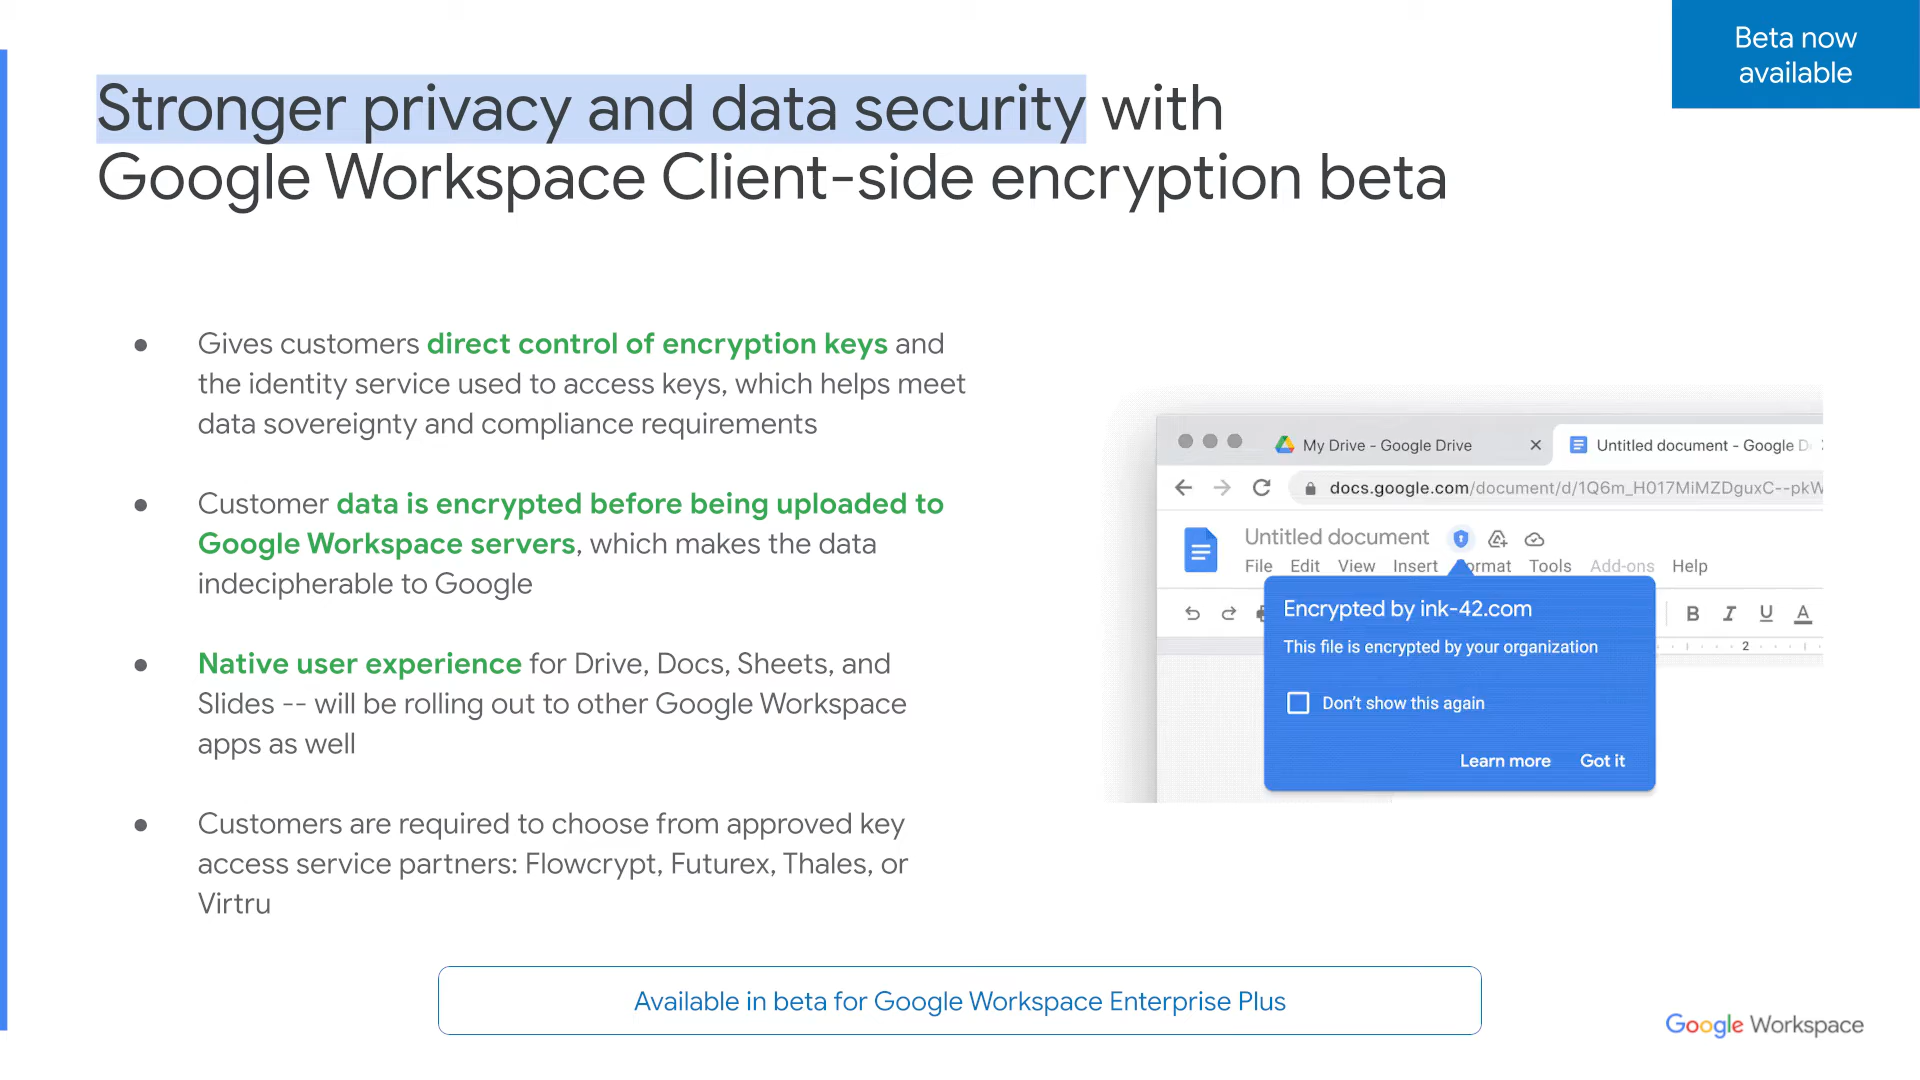 Beta now
available
Stronger privacy and data security with
Google Workspace Client-side encryption beta
● Gives customers direct control of encryption keys and
the identity service used to access keys, which helps meet
data sovereignty and compliance requirements
● Customer data is encrypted before being uploaded to
Google Workspace servers, which makes the data
indecipherable to Google
● Native user experience for Drive, Docs, Sheets, and
Slides -- will be rolling out to other Google Workspace
apps as well
● Customers are required to choose from approved key
access service partners: Flowcrypt, Futurex, Thales, or
Virtru
My Drive - Google Drive Untitled document - Google D
docs.google.com/document/d/1Q6m_H017MiMZDguxC--pkW
Untitled document
File Edit View Insert ormat Tools Add-ons Help
B I U A
2
Encrypted by ink-42.com
This file is encrypted by your organization
Don't show this again
Learn more Got it
Available in beta for Google Workspace Enterprise Plus
Google Workspace